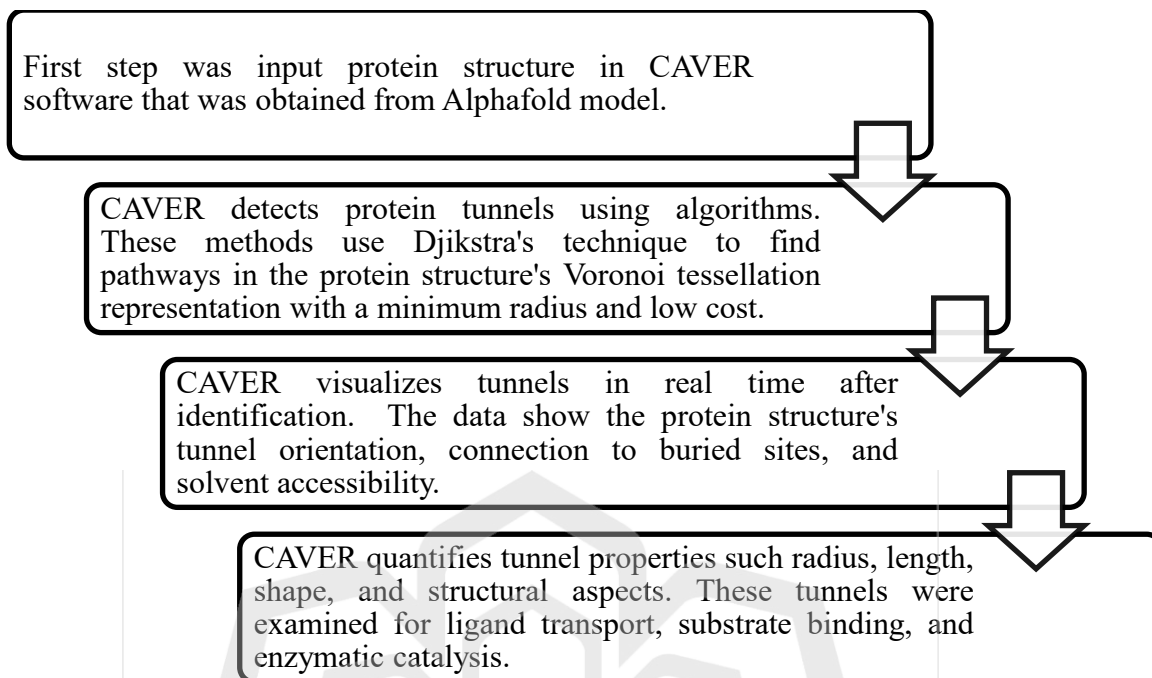 First step was input protein structure in CAVER
software that was obtained from Alphafold model.
CAVER detects protein tunnels using algorithms.
These methods use Djikstra's technique to find
pathways in the protein structure's Voronoi tessellation
representation with a minimum radius and low cost.
CAVER visualizes tunnels in real time after
identification. The data show the protein structure's
tunnel orientation, connection to buried sites, and
solvent accessibility.
CAVER quantifies tunnel properties such radius, length,
shape, and structural aspects. These tunnels were
examined for ligand transport, substrate binding, and
enzymatic catalysis.